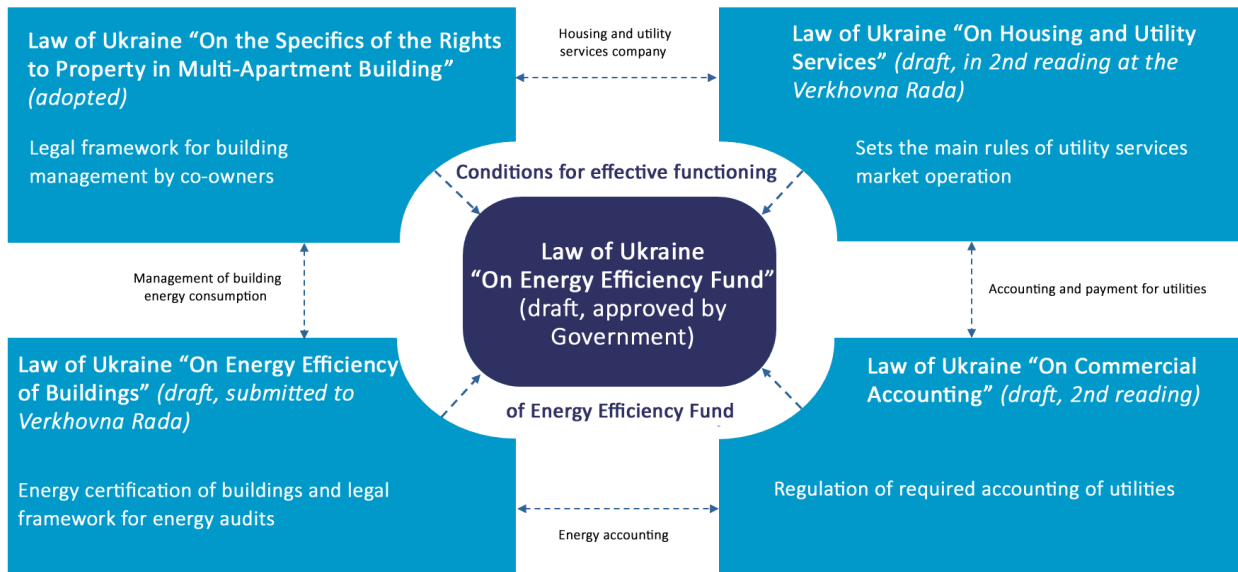 Law of Ukraine “On the Specifics of the Rights
to Property in Multi-Apartment Building”
(adopted)
Legal framework for building
management by co-owners
Housing and utility
services company
Law of Ukraine “On Housing and Utility
Services” (draft, in 2nd reading at the
Verkhovna Rada)
Sets the main rules of utility services
market operation
Conditions for effective functioning
Law of Ukraine
“On Energy Efficiency Fund”
(draft, approved by
Government)
of Energy Efficiency Fund
Management of building
energy consumption
Accounting and payment for utilities
Law of Ukraine “On Energy Efficiency
of Buildings” (draft, submitted to
Verkhovna Rada)
Energy certification of buildings and legal
framework for energy audits
Energy accounting
Law of Ukraine “On Commercial
Accounting” (draft, 2nd reading)
Regulation of required accounting of utilities